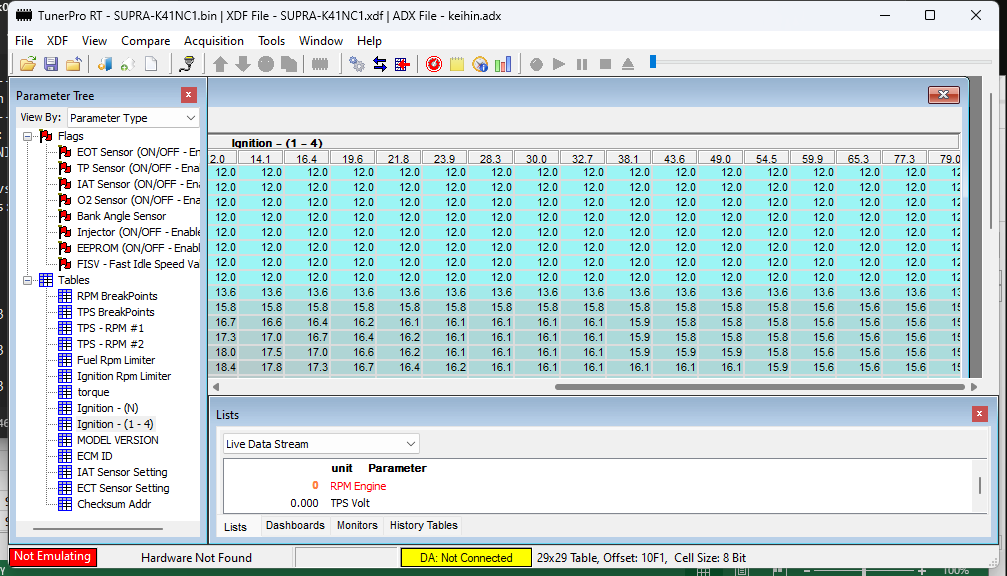 TunerPro RT - SUPRA-K41NC1.bin | XDF File - SUPRA-K41NC1.xdf | ADX File - keihin.adx
File XDF View Compare Acquisition Tools Window Help
Parameter Tree
View By: Parameter Type
Flags
EOT Sensor (ON/OFF - En
TP Sensor (ON/OFF - Ena
IAT Sensor (ON/OFF - En
O2 Sensor (ON/OFF - Ena
Bank Angle Sensor
Injector (ON/OFF - Enable
EEPROM (ON/OFF - Enabl
FISV - Fast Idle Speed Va
Tables
RPM BreakPoints
TPS BreakPoints
TPS - RPM #1
TPS - RPM #2
Fuel Rpm Limiter
Ignition Rpm Limiter
torque
Ignition - (N)
Ignition - (1 - 4)
MODEL VERSION
ECM ID
IAT Sensor Setting
ECT Sensor Setting
Checksum Addr
Ignition - (1 - 4)
2.0 14.1 16.4 19.6 21.8 23.9 28.3 30.0 32.7 38.1 43.6 49.0 54.5 59.9 65.3 77.3 79.0
12.0 12.0 12.0 12.0 12.0 12.0 12.0 12.0 12.0 12.0 12.0 12.0 12.0 12.0 12.0 12.0 12
12.0 12.0 12.0 12.0 12.0 12.0 12.0 12.0 12.0 12.0 12.0 12.0 12.0 12.0 12.0 12.0 12
12.0 12.0 12.0 12.0 12.0 12.0 12.0 12.0 12.0 12.0 12.0 12.0 12.0 12.0 12.0 12.0 12
12.0 12.0 12.0 12.0 12.0 12.0 12.0 12.0 12.0 12.0 12.0 12.0 12.0 12.0 12.0 12.0 12
12.0 12.0 12.0 12.0 12.0 12.0 12.0 12.0 12.0 12.0 12.0 12.0 12.0 12.0 12.0 12.0 12
12.0 12.0 12.0 12.0 12.0 12.0 12.0 12.0 12.0 12.0 12.0 12.0 12.0 12.0 12.0 12.0 12
12.0 12.0 12.0 12.0 12.0 12.0 12.0 12.0 12.0 12.0 12.0 12.0 12.0 12.0 12.0 12.0 12
12.0 12.0 12.0 12.0 12.0 12.0 12.0 12.0 12.0 12.0 12.0 12.0 12.0 12.0 12.0 12.0 12
13.6 13.6 13.6 13.6 13.6 13.6 13.6 13.6 13.6 13.6 13.6 13.6 13.6 13.6 13.6 13.6 13
15.8 15.8 15.8 15.8 15.8 15.8 15.8 15.8 15.8 15.8 15.8 15.8 15.8 15.6 15.6 15.6 15
16.7 16.6 16.4 16.2 16.1 16.1 16.1 16.1 16.1 15.9 15.8 15.8 15.8 15.6 15.6 15.6 15
17.3 17.0 16.7 16.4 16.2 16.1 16.1 16.1 16.1 15.9 15.8 15.8 15.8 15.6 15.6 15.6 15
18.0 17.5 17.0 16.6 16.2 16.1 16.1 16.1 16.1 15.9 15.9 15.9 15.8 15.6 15.6 15.6 15
18.4 17.8 17.3 16.7 16.4 16.2 16.1 16.1 16.1 16.1 16.1 16.1 15.9 15.6 15.6 15.6 15
Lists
Live Data Stream
unit Parameter
0 RPM Engine
0.000 TPS Volt
Lists Dashboards Monitors History Tables
Not Emulating Hardware Not Found DA: Not Connected 29x29 Table, Offset: 10F1, Cell Size: 8 Bit
100%